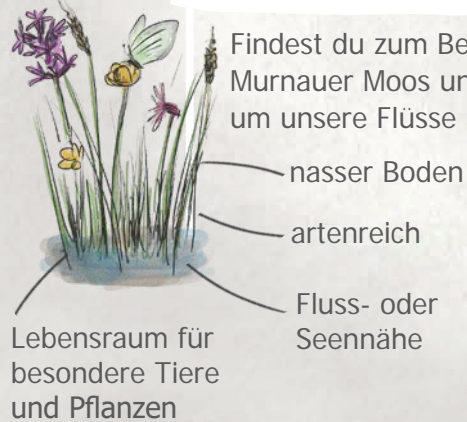 Findest du zum Be
Murnauer Moos un
um unsere Flüsse
nasser Boden
artenreich
Fluss- oder
Seennähe
Lebensraum für
besondere Tiere
und Pflanzen